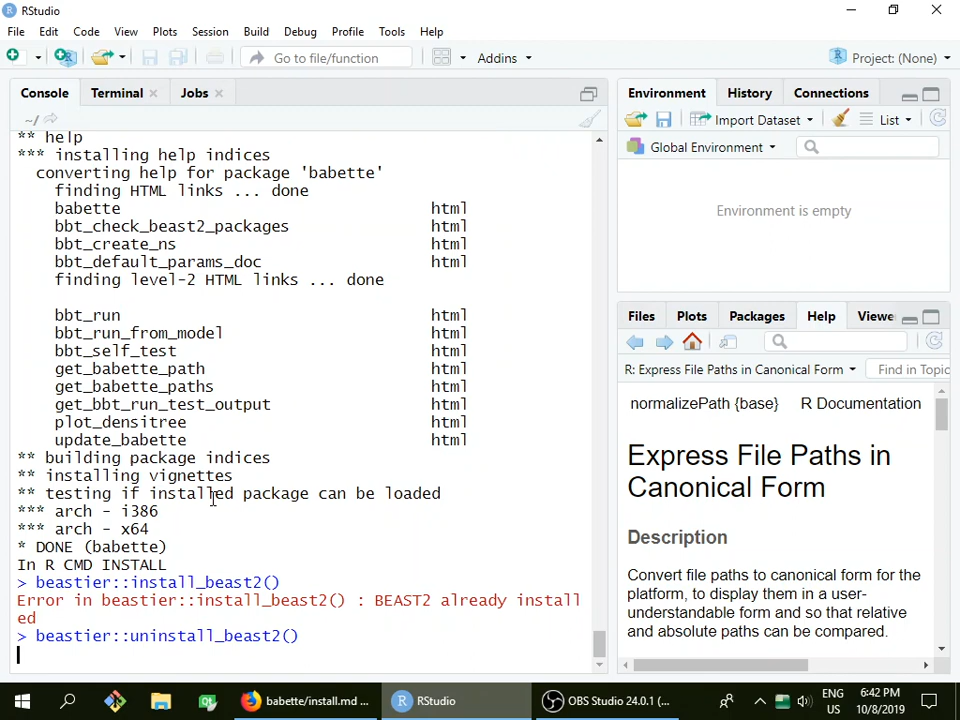 RStudio
File Edit Code View Plots Session Build Debug Profile Tools Help
Go to file/function Addins Project: (None)
Console Terminal Jobs
~/
** help
*** installing help indices
converting help for package 'babette'
finding HTML links ... done
babette html
bbt_check_beast2_packages html
bbt_create_ns html
bbt_default_params_doc html
finding level-2 HTML links ... done
bbt_run html
bbt_run_from_model html
bbt_self_test html
get_babette_path html
get_babette_paths html
get_bbt_run_test_output html
plot_densitree html
update_babette html
** building package indices
** installing vignettes
** testing if installed package can be loaded
*** arch - i386
*** arch - x64
* DONE (babette)
In R CMD INSTALL
> beastier::install_beast2()
Error in beastier::install_beast2() : BEAST2 already install
ed
> beastier::uninstall_beast2()
Environment History Connections
Import Dataset List
Global Environment
Environment is empty
Files Plots Packages Help Viewe
R: Express File Paths in Canonical Form Find in Topic
normalizePath {base} R Documentation
Express File Paths in
Canonical Form
Description
Convert file paths to canonical form for the
platform, to display them in a user-
understandable form and so that relative
and absolute paths can be compared.
babette/install.md ... RStudio OBS Studio 24.0.1 (...
ENG
US
6:42 PM
10/8/2019